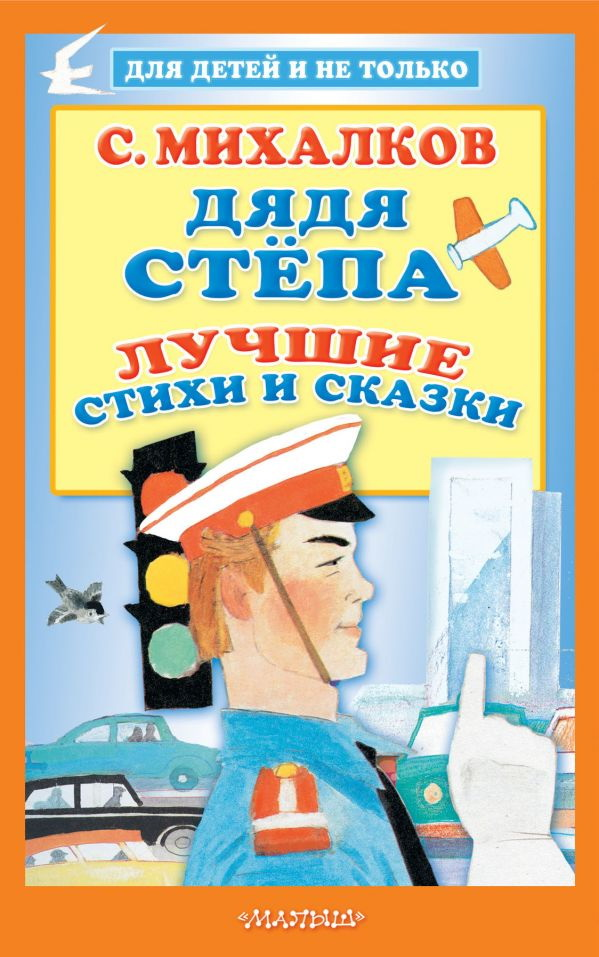 ДЛЯ ДЕТЕЙ И НЕ ТОЛЬКО
С. МИХАЛКОВ
ДЯДЯ
СТЁПА
ЛУЧШИЕ
СТИХИ И СКАЗКИ
«МАЛЫШ»